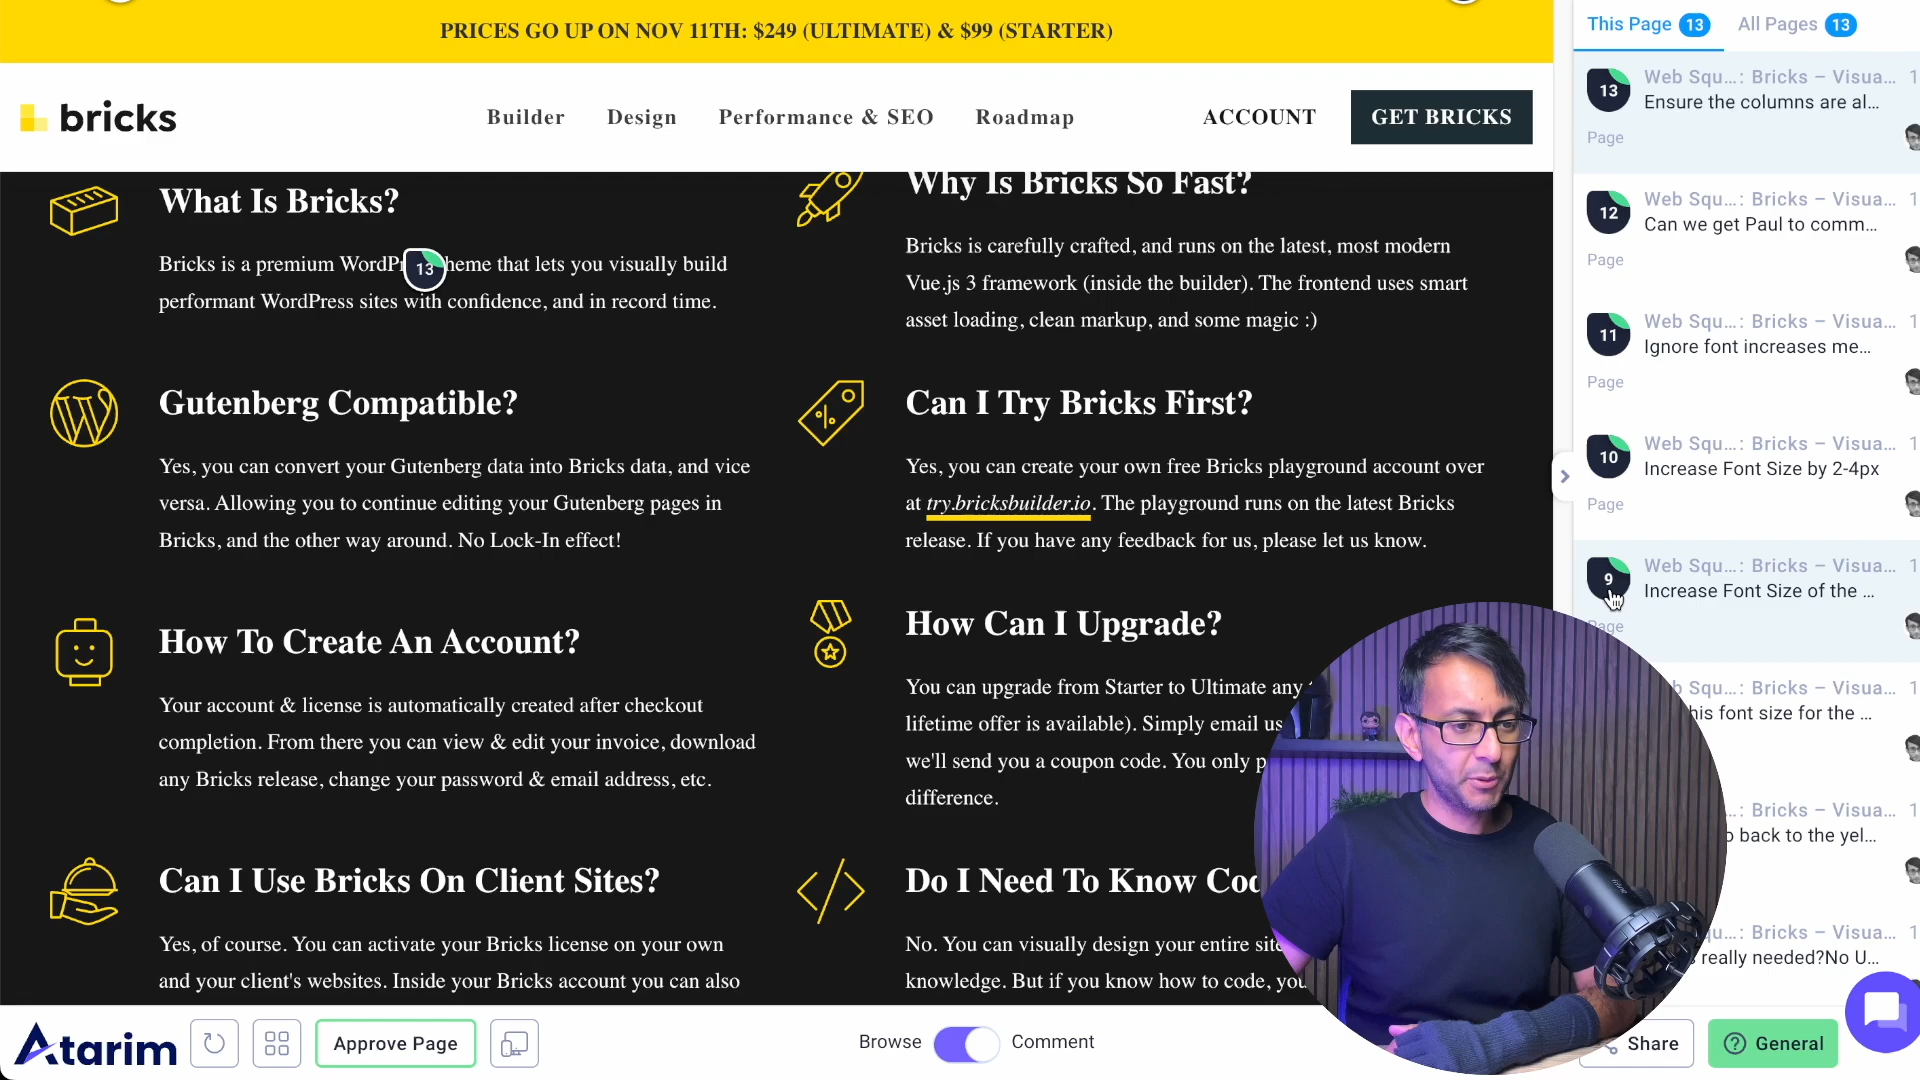 PRICES GO UP ON NOV 11TH: $249 (ULTIMATE) & $99 (STARTER)
bricks
Builder
Design
Performance & SEO
Roadmap
ACCOUNT
GET BRICKS
What Is Bricks?
Bricks is a premium WordPr 13 heme that lets you visually build
performant WordPress sites with confidence, and in record time.
Why Is Bricks So Fast?
Bricks is carefully crafted, and runs on the latest, most modern
Vue.js 3 framework (inside the builder). The frontend uses smart
asset loading, clean markup, and some magic :)
Gutenberg Compatible?
Yes, you can convert your Gutenberg data into Bricks data, and vice
versa. Allowing you to continue editing your Gutenberg pages in
Bricks, and the other way around. No Lock-In effect!
%
Can I Try Bricks First?
Yes, you can create your own free Bricks playground account over
at try.bricksbuilder.io. The playground runs on the latest Bricks
release. If you have any feedback for us, please let us know.
How To Create An Account?
Your account & license is automatically created after checkout
completion. From there you can view & edit your invoice, download
any Bricks release, change your password & email address, etc.
How Can I Upgrade?
You can upgrade from Starter to Ultimate any
lifetime offer is available). Simply email us
we'll send you a coupon code. You only p
difference.
Can I Use Bricks On Client Sites?
Yes, of course. You can activate your Bricks license on your own
and your client's websites. Inside your Bricks account you can also
</>
Do I Need To Know Cod
No. You can visually design your entire site
knowledge. But if you know how to code, you
This Page 13
All Pages 13
13
Web Squ...: Bricks – Visua... 1
Ensure the columns are al...
Page
12
Web Squ...: Bricks – Visua... 1
Can we get Paul to comm...
Page
11
Web Squ...: Bricks – Visua... 1
Ignore font increases me...
Page
10
Web Squ...: Bricks – Visua... 1
Increase Font Size by 2-4px
Page
9
Web Squ...: Bricks – Visua... 1
Increase Font Size of the ...
Page
qu...: Bricks – Visua... 1
his font size for the ...
...: Bricks – Visua... 1
back to the yel...
qu...: Bricks – Visua... 1
really needed?No U...
Atarim
Approve Page
Browse
Comment
Share
? General